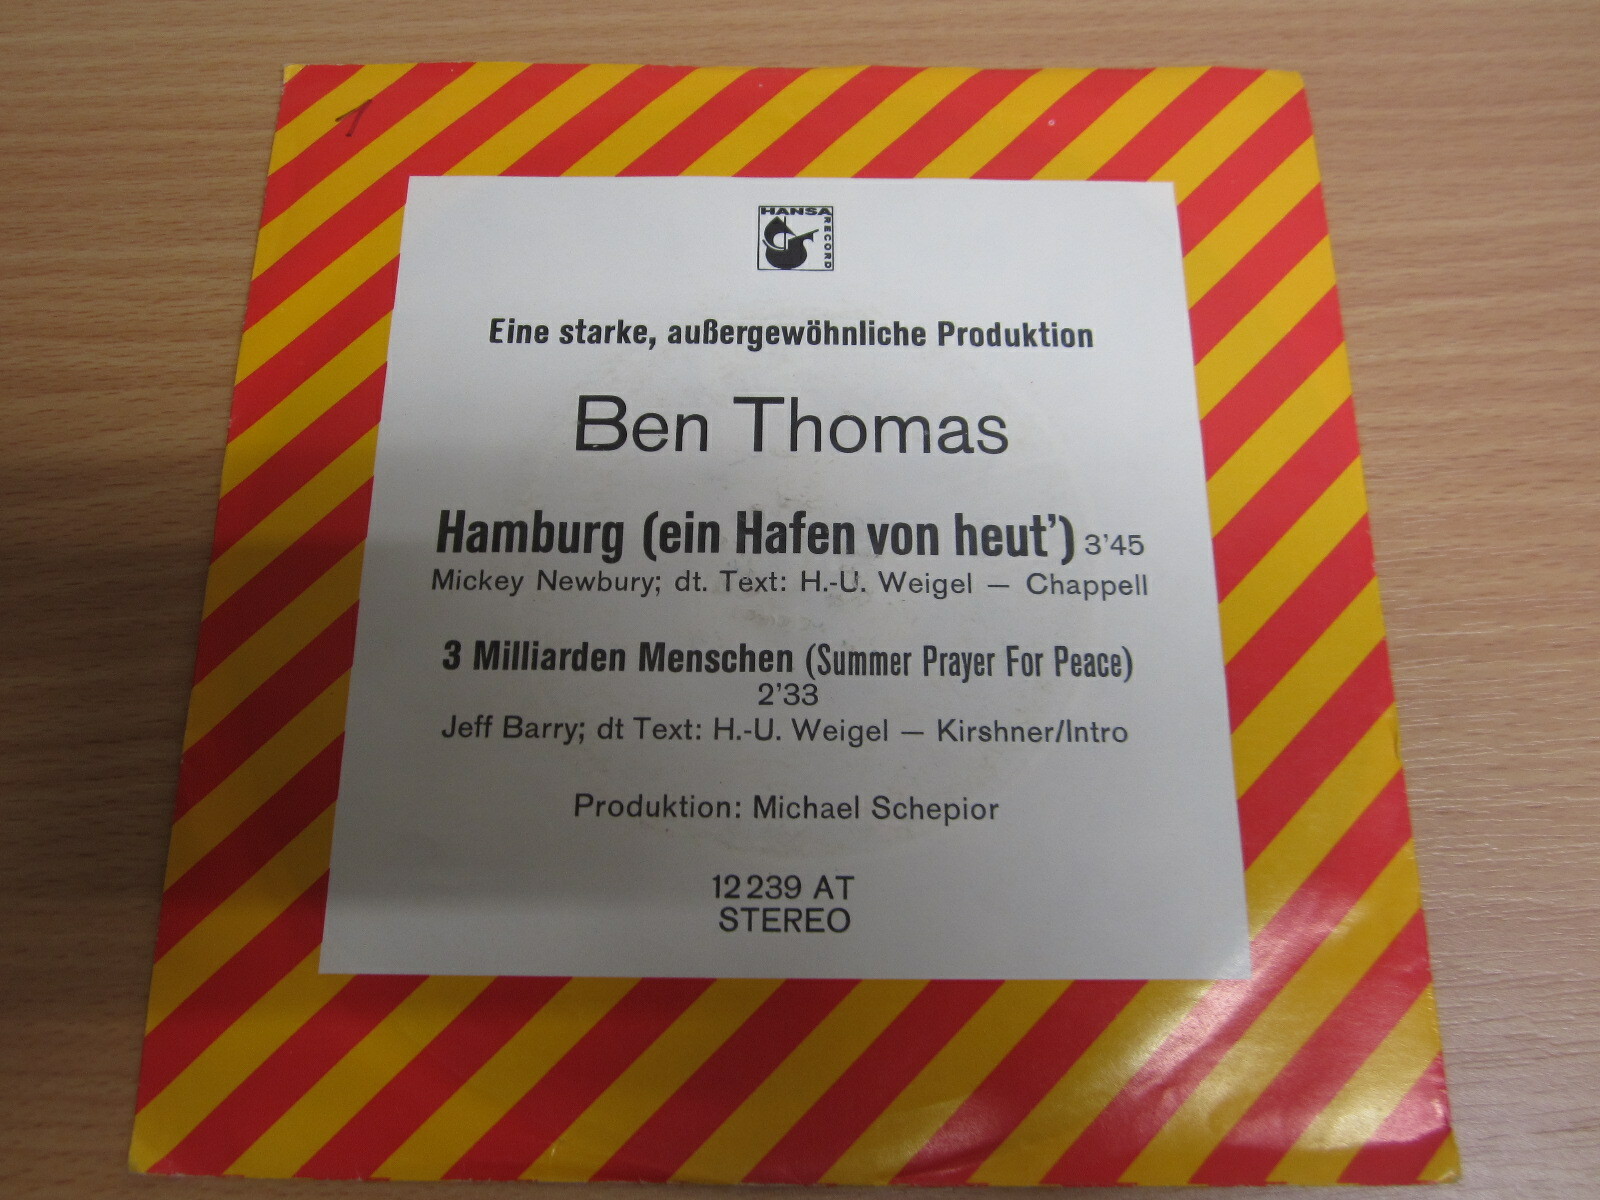 1
HANSA
RECORD
Eine starke, außergewöhnliche Produktion
Ben Thomas
Hamburg (ein Hafen von heut') 3'45
Mickey Newbury; dt. Text: H.-U. Weigel — Chappell
3 Milliarden Menschen (Summer Prayer For Peace)
2'33
Jeff Barry; dt Text: H.-U. Weigel — Kirshner/Intro
Produktion: Michael Schepior
12 239 AT
STEREO